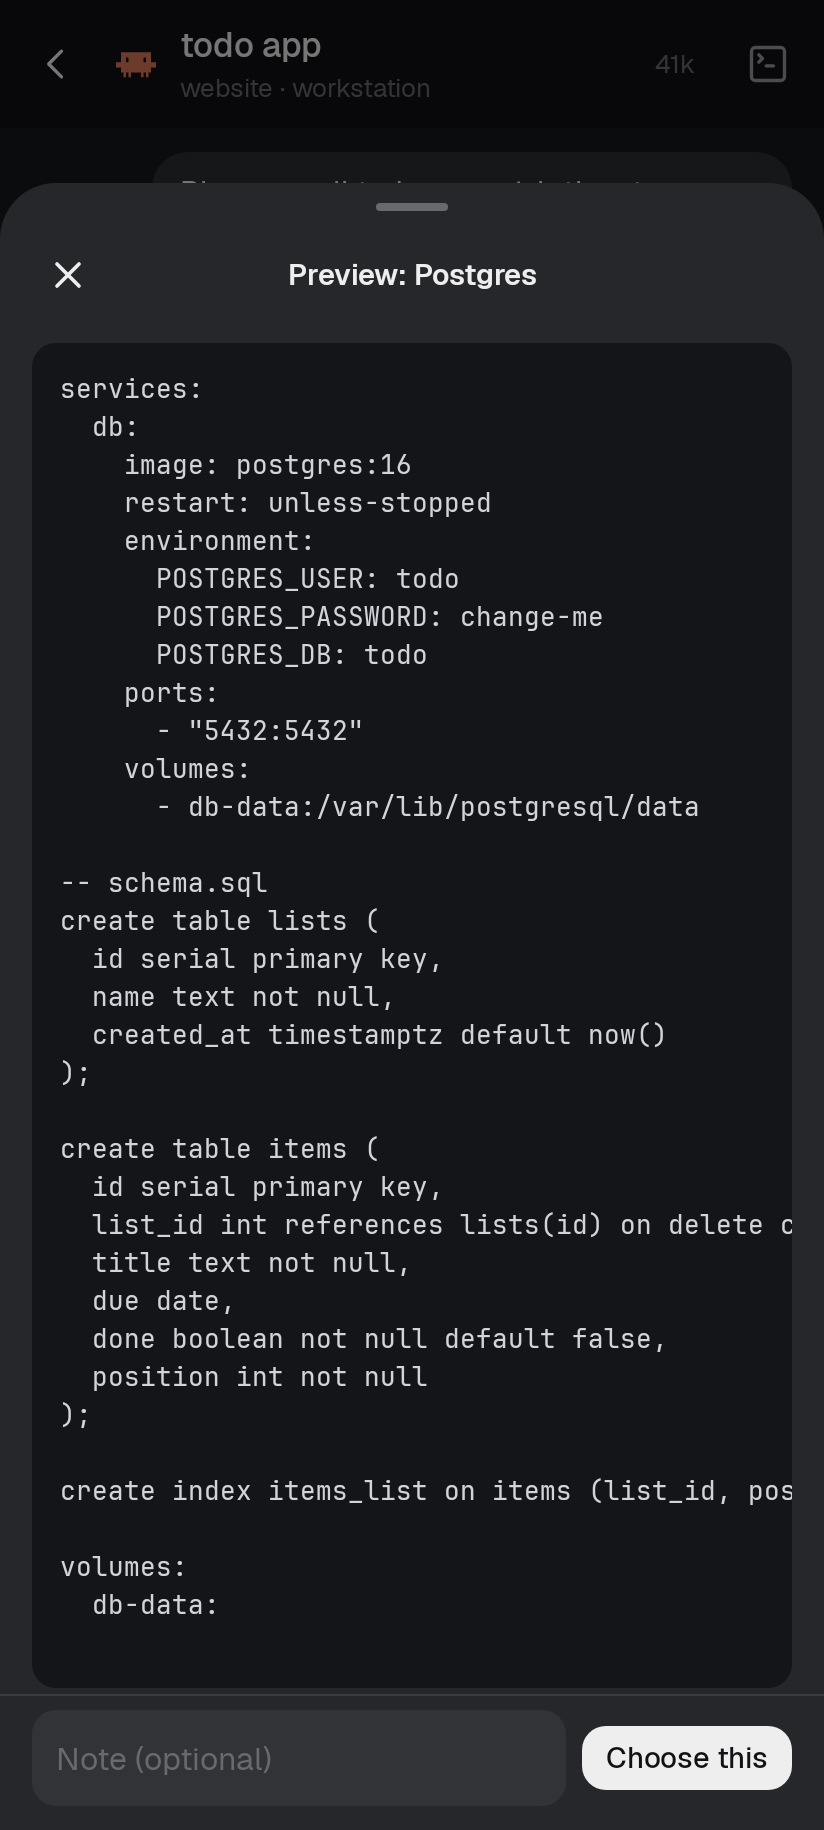 todo app
website · workstation
41k
Preview: Postgres
services:
  db:
    image: postgres:16
    restart: unless-stopped
    environment:
      POSTGRES_USER: todo
      POSTGRES_PASSWORD: change-me
      POSTGRES_DB: todo
    ports:
      - "5432:5432"
    volumes:
      - db-data:/var/lib/postgresql/data

-- schema.sql
create table lists (
  id serial primary key,
  name text not null,
  created_at timestamptz default now()
);

create table items (
  id serial primary key,
  list_id int references lists(id) on delete c
  title text not null,
  due date,
  done boolean not null default false,
  position int not null
);

create index items_list on items (list_id, pos

volumes:
  db-data:
Note (optional)
Choose this